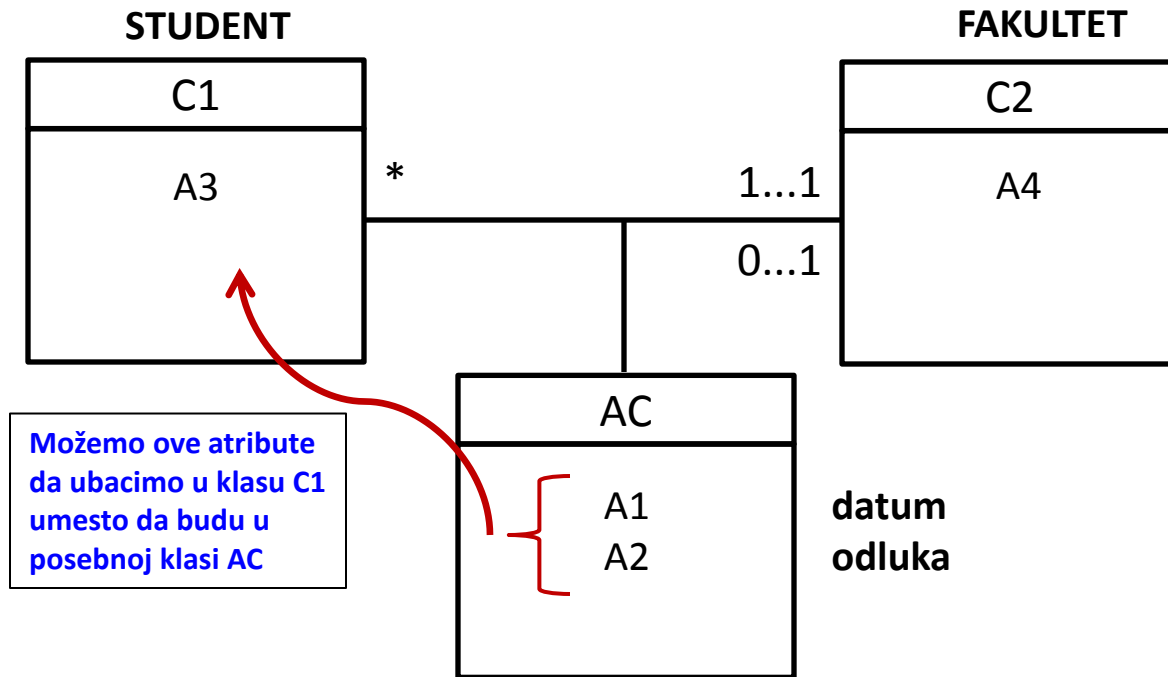 STUDENT
FAKULTET
C1
C2
A3
*
1...1
A4
0...1
AC
Možemo ove atribute
da ubacimo u klasu C1
umesto da budu u
posebnoj klasi AC
A1
datum
A2
odluka